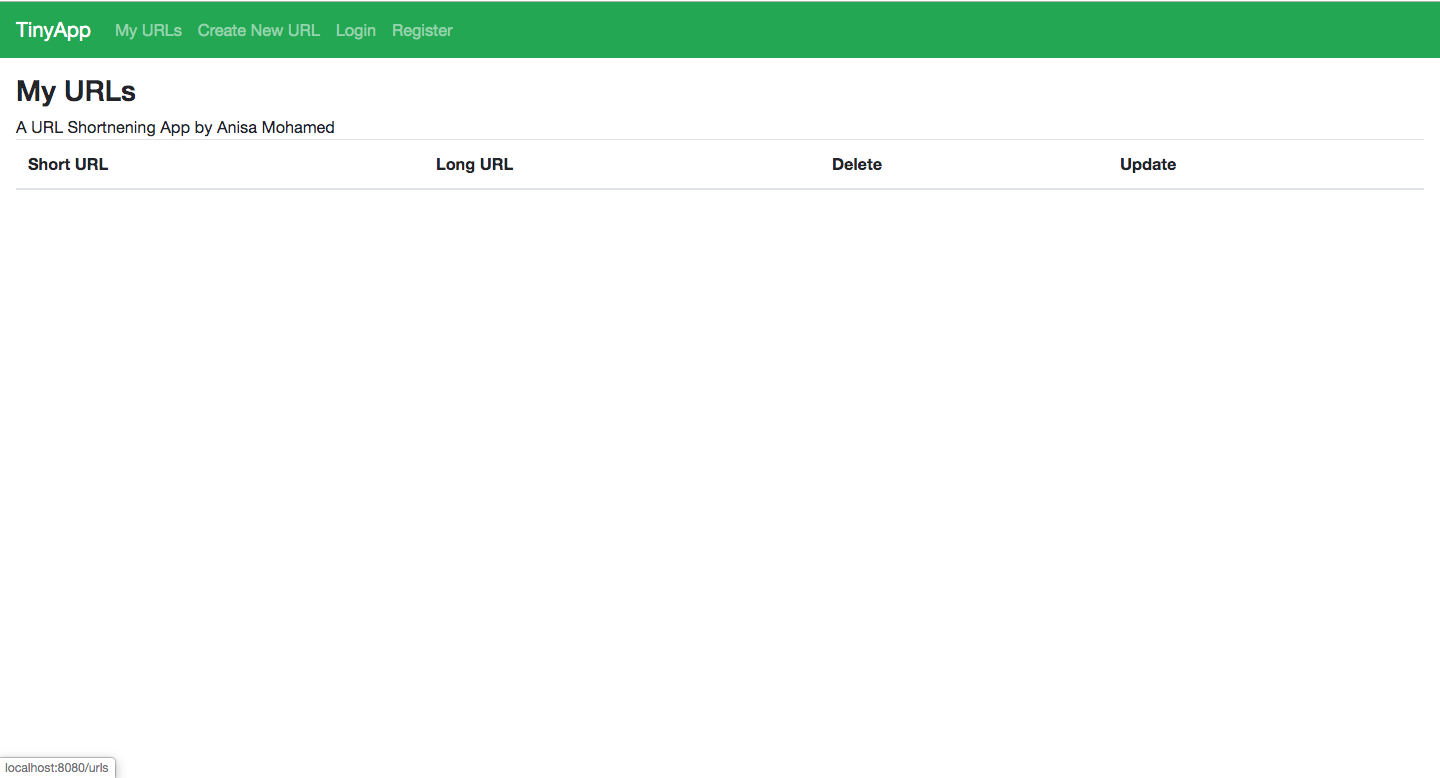 TinyApp My URLs Create New URL Login Register
My URLs
A URL Shortnening App by Anisa Mohamed
Short URL Long URL Delete Update
localhost:8080/urls